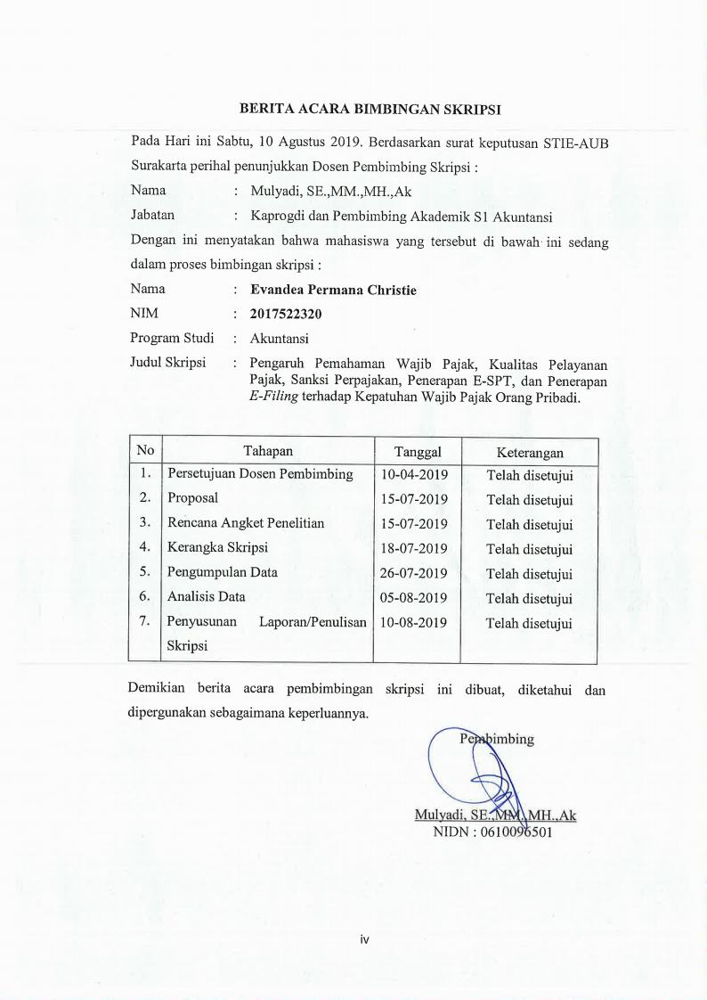 BERITA ACARA BIMBINGAN SKRIPSI
Pada Hari ini Sabtu, 10 Agustus 2019. Berdasarkan surat keputusan STIE-AUB
Surakarta perihal penunjukkan Dosen Pembimbing Skripsi :
Nama : Mulyadi, SE.,MM.,MH.,Ak
Jabatan : Kaprogdi dan Pembimbing Akademik S1 Akuntansi
Dengan ini menyatakan bahwa mahasiswa yang tersebut di bawah ini sedang
dalam proses bimbingan skripsi :
Nama : Evandea Permana Christie
NIM : 2017522320
Program Studi : Akuntansi
Judul Skripsi : Pengaruh Pemahaman Wajib Pajak, Kualitas Pelayanan
Pajak, Sanksi Perpajakan, Penerapan E-SPT, dan Penerapan
E-Filing terhadap Kepatuhan Wajib Pajak Orang Pribadi.
No Tahapan Tanggal Keterangan
1. Persetujuan Dosen Pembimbing 10-04-2019 Telah disetujui
2. Proposal 15-07-2019 Telah disetujui
3. Rencana Angket Penelitian 15-07-2019 Telah disetujui
4. Kerangka Skripsi 18-07-2019 Telah disetujui
5. Pengumpulan Data 26-07-2019 Telah disetujui
6. Analisis Data 05-08-2019 Telah disetujui
7. Penyusunan Laporan/Penulisan 10-08-2019 Telah disetujui
Skripsi
Demikian berita acara pembimbingan skripsi ini dibuat, diketahui dan
dipergunakan sebagaimana keperluannya.
Pembimbing
Mulyadi, SE.,MM.,MH.,Ak
NIDN : 0610096501
iv